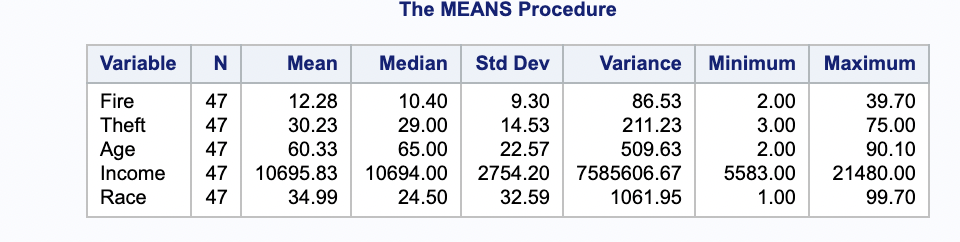 The MEANS Procedure
Variable N Mean Median Std Dev Variance Minimum Maximum
Fire 47 12.28 10.40 9.30 86.53 2.00 39.70
Theft 47 30.23 29.00 14.53 211.23 3.00 75.00
Age 47 60.33 65.00 22.57 509.63 2.00 90.10
Income 47 10695.83 10694.00 2754.20 7585606.67 5583.00 21480.00
Race 47 34.99 24.50 32.59 1061.95 1.00 99.70